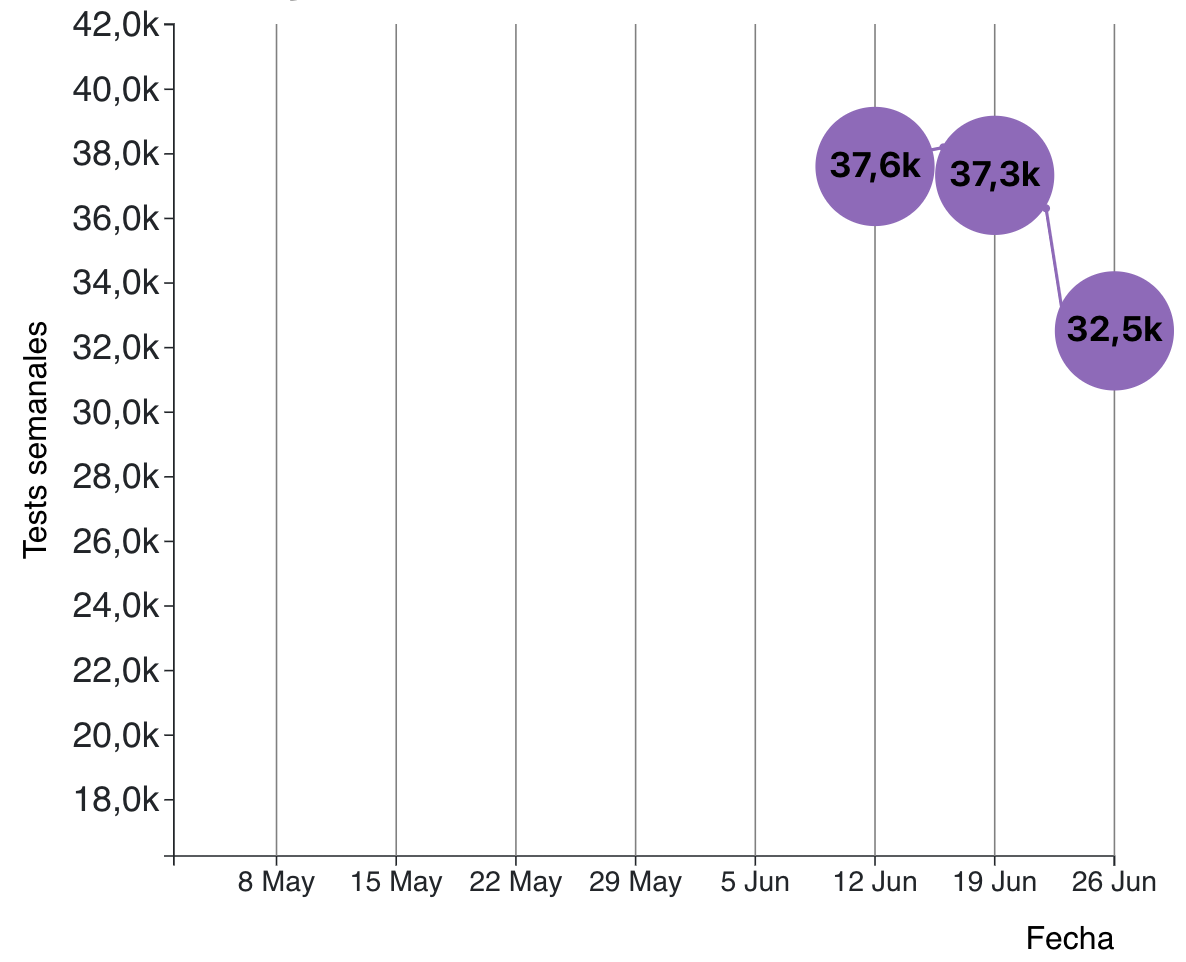 42,0k
40,0k
38,0k
36,0k
34,0k
32,0k
30,0k
28,0k
26,0k
24,0k
22,0k
20,0k
18,0k
Tests semanales
37,6k
37,3k
32,5k
8 May 15 May 22 May 29 May 5 Jun 12 Jun 19 Jun 26 Jun
Fecha